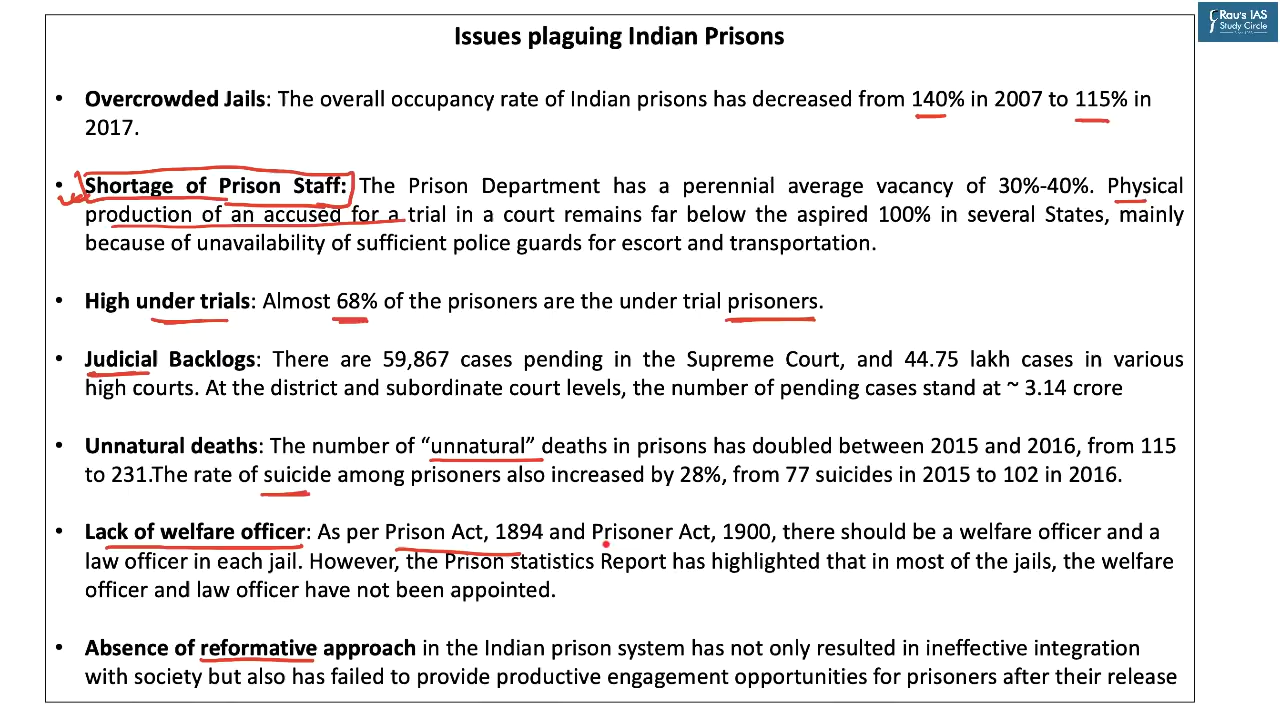 Rau's IAS
Study Circle
Issues plaguing Indian Prisons
• Overcrowded Jails: The overall occupancy rate of Indian prisons has decreased from 140% in 2007 to 115% in
2017.
• Shortage of Prison Staff: The Prison Department has a perennial average vacancy of 30%-40%. Physical
production of an accused for a trial in a court remains far below the aspired 100% in several States, mainly
because of unavailability of sufficient police guards for escort and transportation.
• High under trials: Almost 68% of the prisoners are the under trial prisoners.
• Judicial Backlogs: There are 59,867 cases pending in the Supreme Court, and 44.75 lakh cases in various
high courts. At the district and subordinate court levels, the number of pending cases stand at ~ 3.14 crore
• Unnatural deaths: The number of “unnatural” deaths in prisons has doubled between 2015 and 2016, from 115
to 231.The rate of suicide among prisoners also increased by 28%, from 77 suicides in 2015 to 102 in 2016.
• Lack of welfare officer: As per Prison Act, 1894 and Prisoner Act, 1900, there should be a welfare officer and a
law officer in each jail. However, the Prison statistics Report has highlighted that in most of the jails, the welfare
officer and law officer have not been appointed.
• Absence of reformative approach in the Indian prison system has not only resulted in ineffective integration
with society but also has failed to provide productive engagement opportunities for prisoners after their release